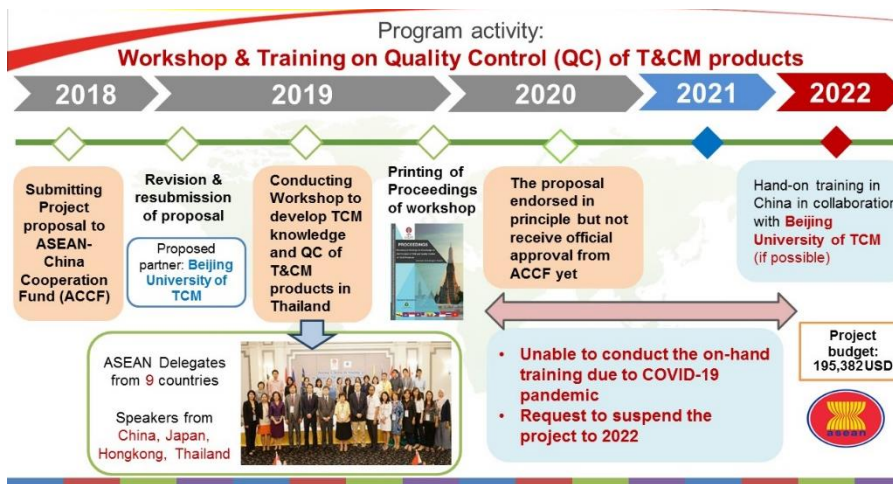 Program activity:
Workshop & Training on Quality Control (QC) of T&CM products
2018
2019
2020
2021
2022
Submitting
Project
proposal to
ASEAN-
China
Cooperation
Fund (ACCF)
Revision &
resubmission
of proposal
Proposed
partner: Beijing
University of
TCM
Conducting
Workshop to
develop TCM
knowledge
and QC of
T&CM
products in
Thailand
Printing of
Proceedings
of workshop
PROCEEDINGS
The proposal
endorsed in
principle but not
receive official
approval from
ACCF yet
Hand-on training in
China in collaboration
with Beijing
University of TCM
(if possible)
ASEAN Delegates
from 9 countries
Speakers from
China, Japan,
Hongkong, Thailand
• Unable to conduct the on-hand
training due to COVID-19
pandemic
• Request to suspend the
project to 2022
Project
budget:
195,382 USD
asean